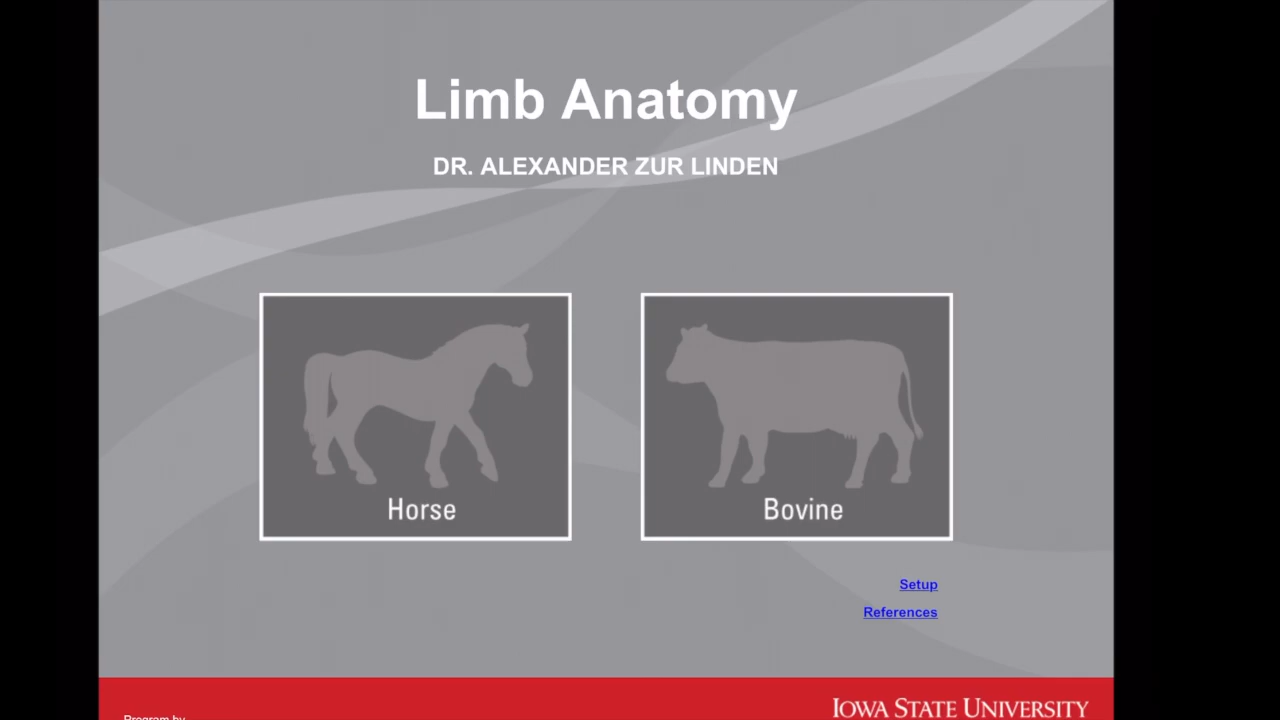 Limb Anatomy
DR. ALEXANDER ZUR LINDEN
Horse
Bovine
Setup
References
Program by
IOWA STATE UNIVERSITY